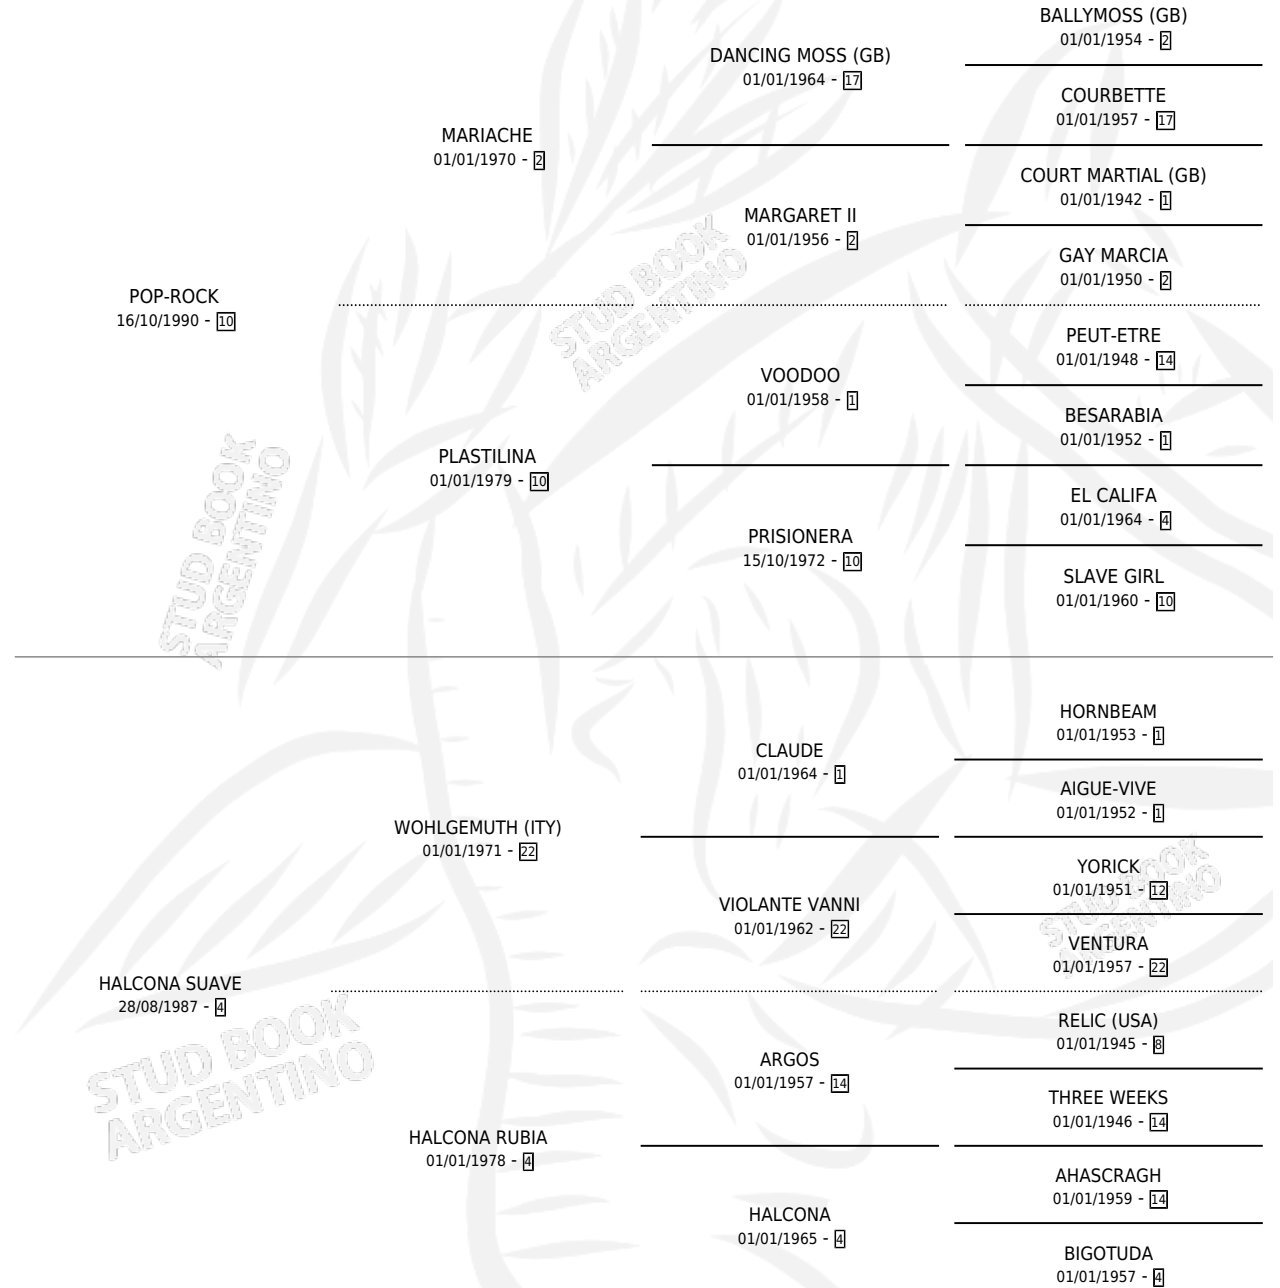 BALLYMOSS (GB)
01/01/1954 - 2
DANCING MOSS (GB)
01/01/1964 - 17
COURBETTE
01/01/1957 - 17
MARIACHE
01/01/1970 - 2
COURT MARTIAL (GB)
01/01/1942 - 1
MARGARET II
01/01/1956 - 2
GAY MARCIA
01/01/1950 - 2
POP-ROCK
16/10/1990 - 10
PEUT-ETRE
01/01/1948 - 14
VOODOO
01/01/1958 - 1
BESARABIA
01/01/1952 - 1
PLASTILINA
01/01/1979 - 10
EL CALIFA
01/01/1964 - 4
PRISIONERA
15/10/1972 - 10
SLAVE GIRL
01/01/1960 - 10
HORNBEAM
01/01/1953 - 1
CLAUDE
01/01/1964 - 1
AIGUE-VIVE
01/01/1952 - 1
WOHLGEMUTH (ITY)
01/01/1971 - 22
YORICK
01/01/1951 - 12
VIOLANTE VANNI
01/01/1962 - 22
VENTURA
01/01/1957 - 22
HALCONA SUAVE
28/08/1987 - 4
RELIC (USA)
01/01/1945 - 8
ARGOS
01/01/1957 - 14
THREE WEEKS
01/01/1946 - 14
HALCONA RUBIA
01/01/1978 - 4
AHASCRAGH
01/01/1959 - 14
HALCONA
01/01/1965 - 4
BIGOTUDA
01/01/1957 - 4
STUD BOOK
ARGENTINO
STUD BOOK
ARGENTINO
STUD BOOK
ARGENTINO
STUD BOOK
ARGENTINO